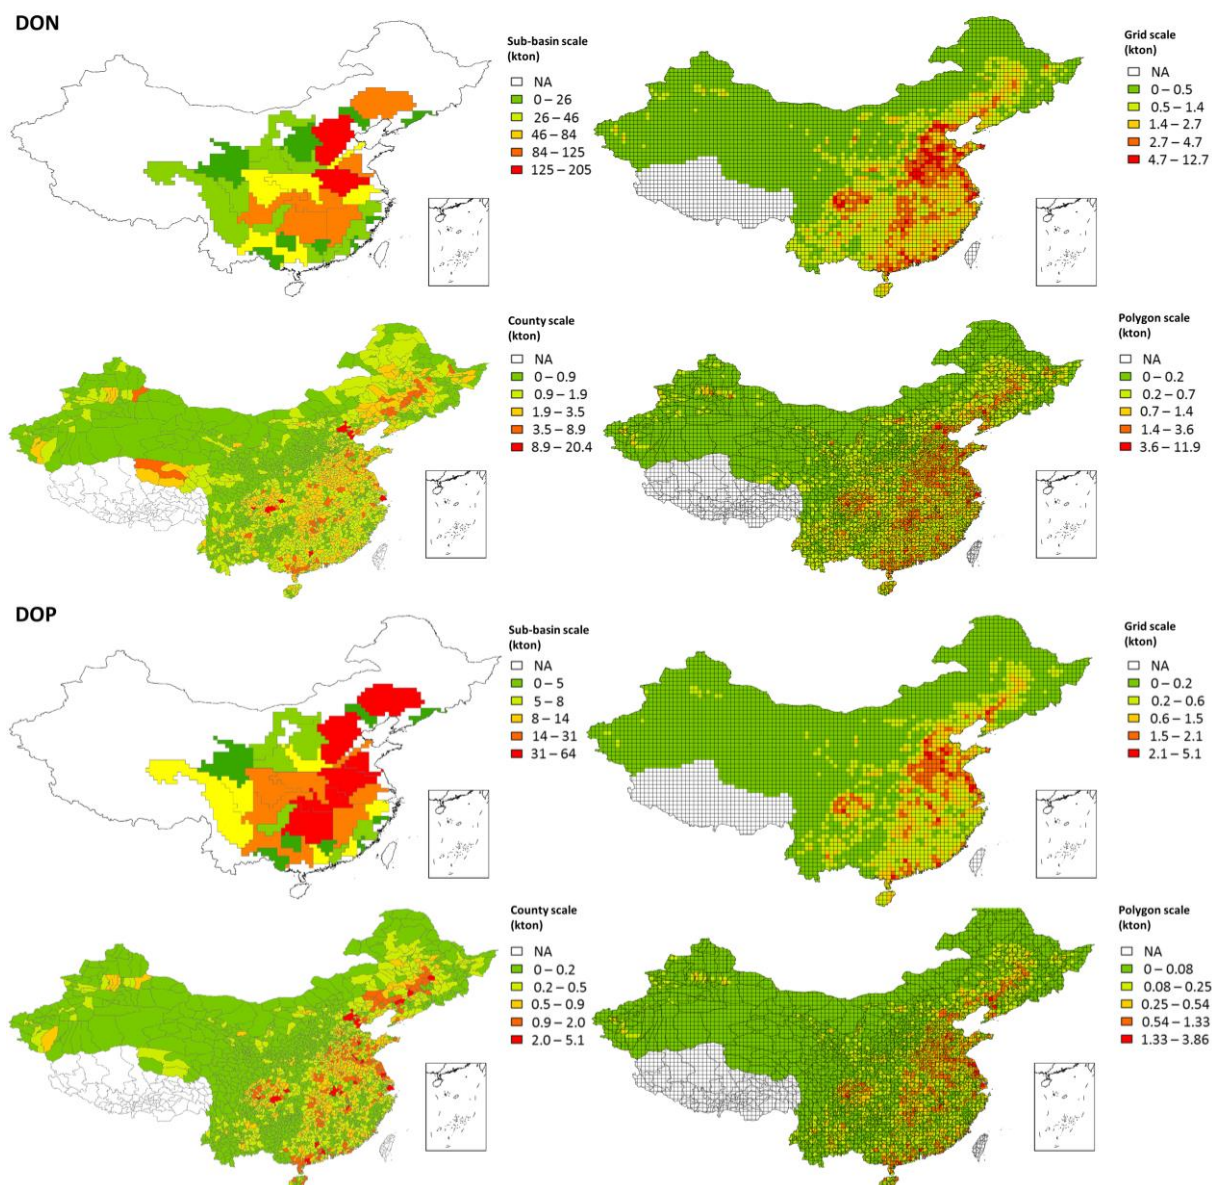 DON
Sub-basin scale
(kton)
NA
0 – 26
26 – 46
46 – 84
84 – 125
125 – 205
Grid scale
(kton)
NA
0 – 0.5
0.5 – 1.4
1.4 – 2.7
2.7 – 4.7
4.7 – 12.7
County scale
(kton)
NA
0 – 0.9
0.9 – 1.9
1.9 – 3.5
3.5 – 8.9
8.9 – 20.4
Polygon scale
(kton)
NA
0 – 0.2
0.2 – 0.7
0.7 – 1.4
1.4 – 3.6
3.6 – 11.9
DOP
Sub-basin scale
(kton)
NA
0 – 5
5 – 8
8 – 14
14 – 31
31 – 64
Grid scale
(kton)
NA
0 – 0.2
0.2 – 0.6
0.6 – 1.5
1.5 – 2.1
2.1 – 5.1
County scale
(kton)
NA
0 – 0.2
0.2 – 0.5
0.5 – 0.9
0.9 – 2.0
2.0 – 5.1
Polygon scale
(kton)
NA
0 – 0.08
0.08 – 0.25
0.25 – 0.54
0.54 – 1.33
1.33 – 3.86